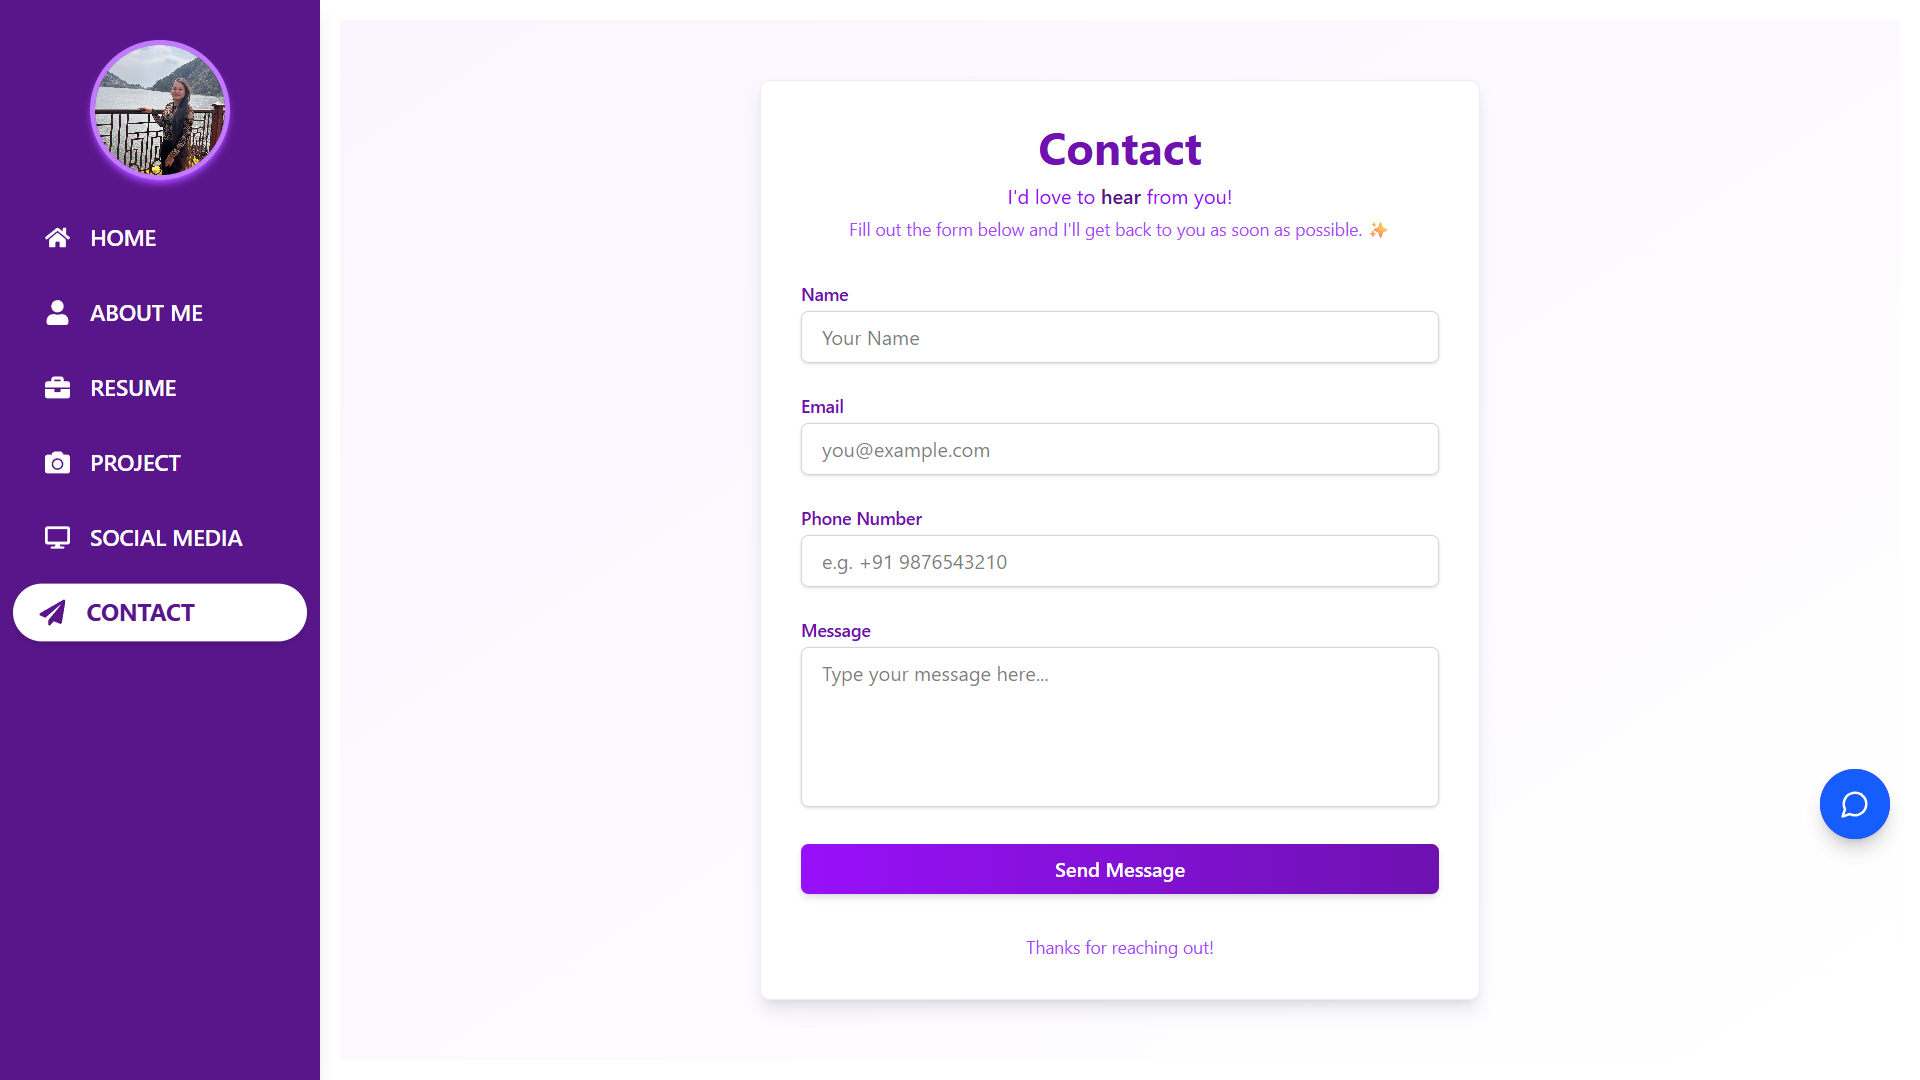 HOME
ABOUT ME
RESUME
PROJECT
SOCIAL MEDIA
CONTACT
Contact
I'd love to hear from you!
Fill out the form below and I'll get back to you as soon as possible. ✨
Name
Your Name
Email
you@example.com
Phone Number
e.g. +91 9876543210
Message
Type your message here...
Send Message
Thanks for reaching out!